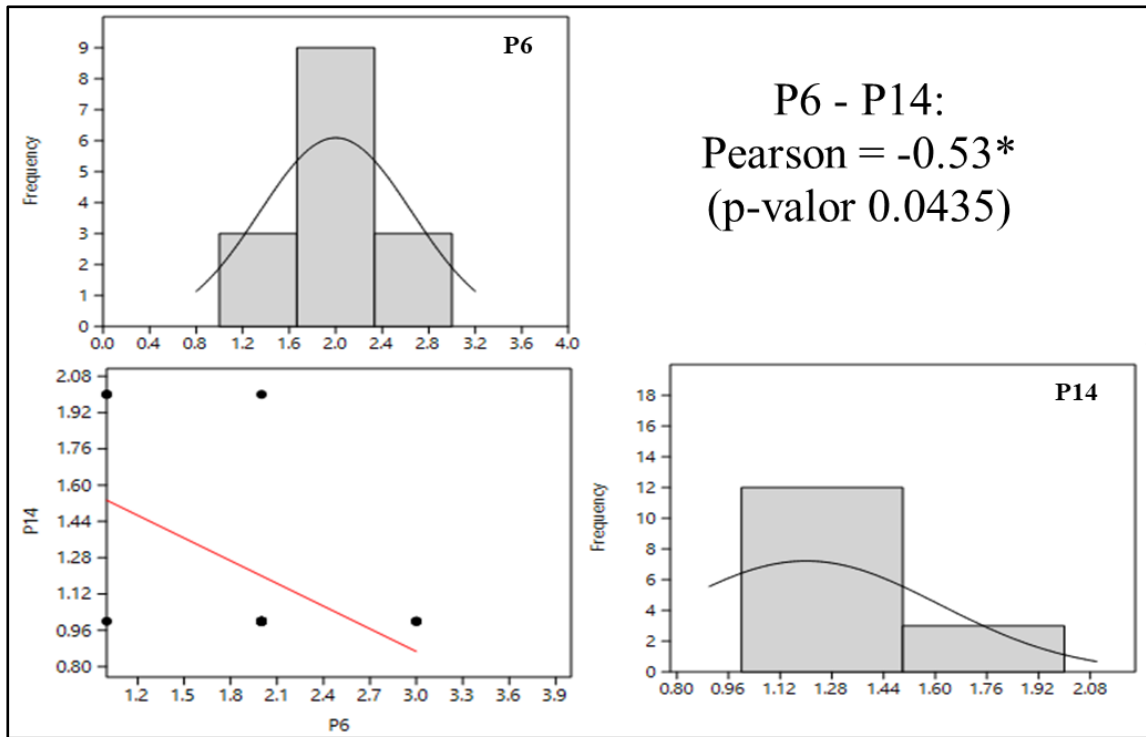 P6
Frequency
9
8
7
6
5
4
3
2
1
0
0.0 0.4 0.8 1.2 1.6 2.0 2.4 2.8 3.2 3.6 4.0
P6 - P14:
Pearson = -0.53*
(p-valor 0.0435)
P14
2.08
1.92
1.76
1.60
1.44
1.28
1.12
0.96
0.80
1.2 1.5 1.8 2.1 2.4 2.7 3.0 3.3 3.6 3.9
P6
P14
Frequency
18
16
14
12
10
8
6
4
2
0
0.80 0.96 1.12 1.28 1.44 1.60 1.76 1.92 2.08